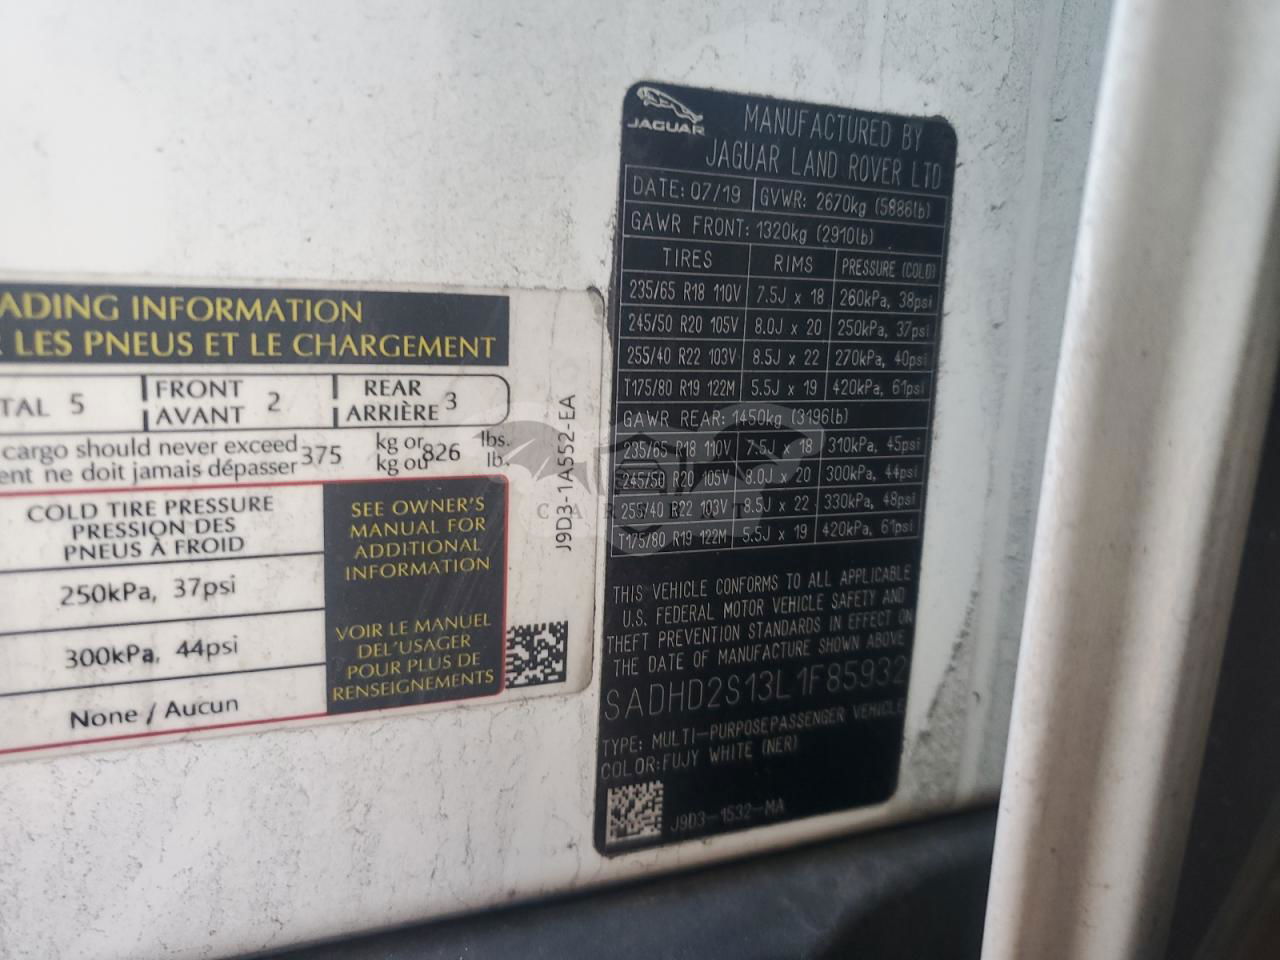 ADING INFORMATION
LES PNEUS ET LE CHARGEMENT
TAL 5
FRONT
AVANT
2
REAR
ARRIÈRE
3
cargo should never exceed
ent ne doit jamais dépasser
375
kg or
kg ou
826
lbs.
lb.
COLD TIRE PRESSURE
PRESSION DES
PNEUS À FROID
250kPa, 37psi
300kPa, 44psi
None / Aucun
SEE OWNER'S
MANUAL FOR
ADDITIONAL
INFORMATION
VOIR LE MANUEL
DEL'USAGER
POUR PLUS DE
RENSEIGNEMENTS
J9D3-1A552-EA
JAGUAR
MANUFACTURED BY
JAGUAR LAND ROVER LTD
DATE: 07/19 GVWR: 2670kg (5886lb)
GAWR FRONT: 1320kg (2910lb)
TIRES RIMS PRESSURE (COLD)
235/65 R18 110V 7.5J x 18 260kPa, 38psi
245/50 R20 105V 8.0J x 20 250kPa, 37psi
255/40 R22 103V 8.5J x 22 270kPa, 40psi
T175/80 R19 122M 5.5J x 19 420kPa, 61psi
GAWR REAR: 1450kg (3196lb)
235/65 R18 110V 7.5J x 18 310kPa, 45psi
245/50 R20 105V 8.0J x 20 300kPa, 44psi
255/40 R22 103V 8.5J x 22 330kPa, 48psi
T175/80 R19 122M 5.5J x 19 420kPa, 61psi
THIS VEHICLE CONFORMS TO ALL APPLICABLE
U.S. FEDERAL MOTOR VEHICLE SAFETY AND
THEFT PREVENTION STANDARDS IN EFFECT ON
THE DATE OF MANUFACTURE SHOWN ABOVE
SADHD2S13L1F85932
TYPE: MULTI-PURPOSEPASSENGER VEHICLE
COLOR:FUJY WHITE (NER)
J9D3-1532-MA